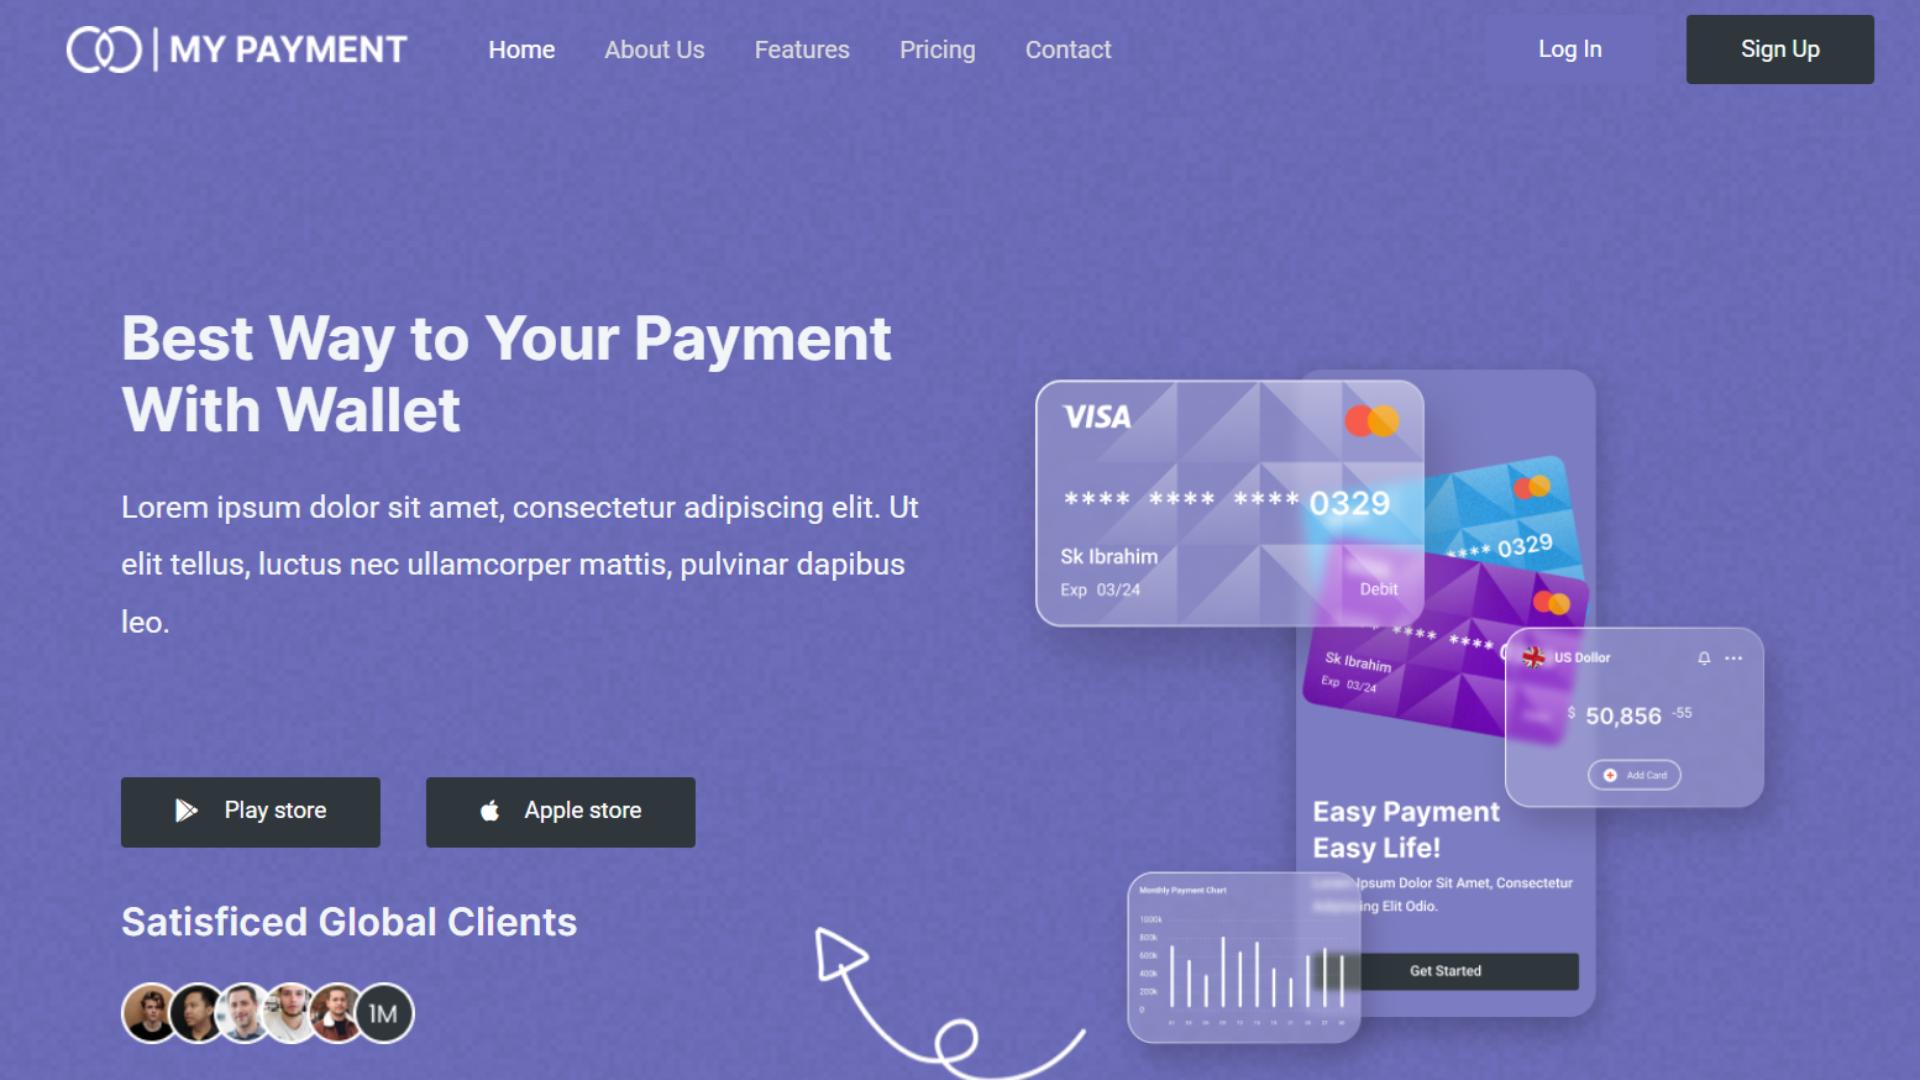 MY PAYMENT
Home
About Us
Features
Pricing
Contact
Log In
Sign Up
Best Way to Your Payment
With Wallet
Lorem ipsum dolor sit amet, consectetur adipiscing elit. Ut
elit tellus, luctus nec ullamcorper mattis, pulvinar dapibus
leo.
Play store
Apple store
Satisficed Global Clients
1M
VISA
**** **** **** 0329
Sk Ibrahim
Exp 03/24
Debit
**** 0329
**** ****
Sk Ibrahim
Exp 03/24
US Dollor
$ 50,856 -55
Add Card
Easy Payment
Easy Life!
Ipsum Dolor Sit Amet, Consectetur
Elit Odio.
Get Started
Monthly Payment Chart
1000k
800k
600k
400k
200k
0